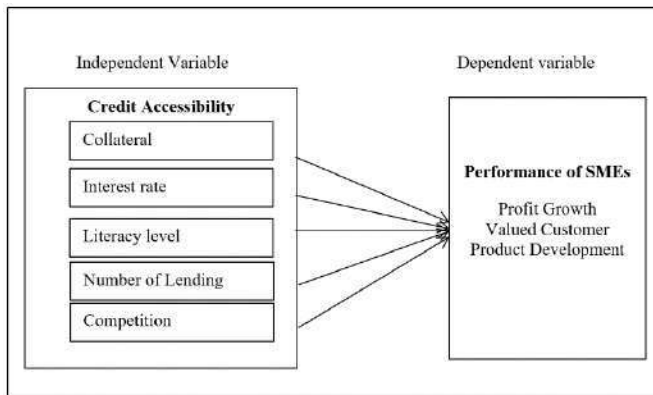 Independent Variable
Credit Accessibility
Collateral
Interest rate
Literacy level
Number of Lending
Competition
Dependent variable
Performance of SMEs
Profit Growth
Valued Customer
Product Development